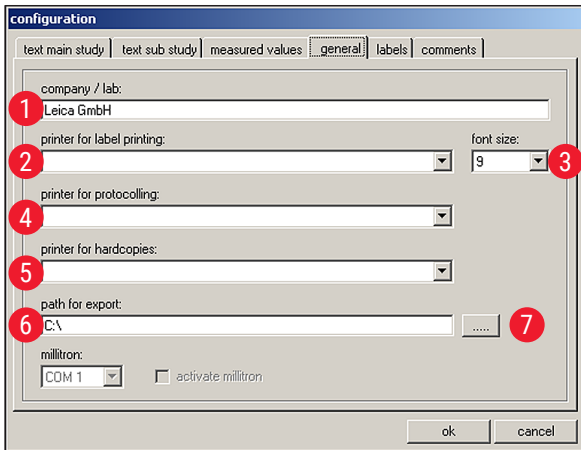 configuration
text main study text sub study measured values general labels comments
company / lab:
1 Leica GmbH
printer for label printing: font size:
2 9 3
printer for protocolling:
4
printer for hardcopies:
5
path for export:
6 C:\ ..... 7
millitron:
COM 1 activate millitron
ok cancel